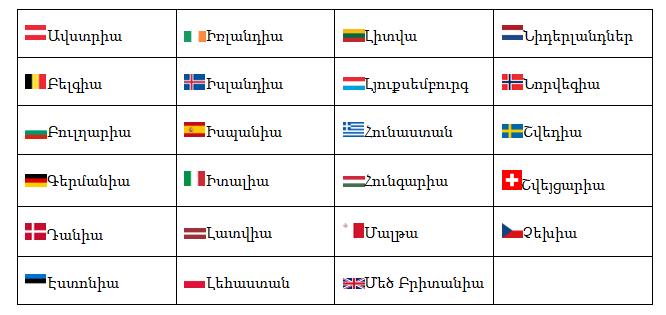 Ավստրիա Իռլանդիա Լիտվա Նիդերլանդներ
Բելգիա Իսլանդիա Լյուքսեմբուրգ Նորվեգիա
Բուլղարիա Իսպանիա Հունաստան Շվեդիա
Գերմանիա Իտալիա Հունգարիա Շվեյցարիա
Դանիա Լատվիա Մալթա Չեխիա
Էստոնիա Լեհաստան Մեծ Բրիտանիա